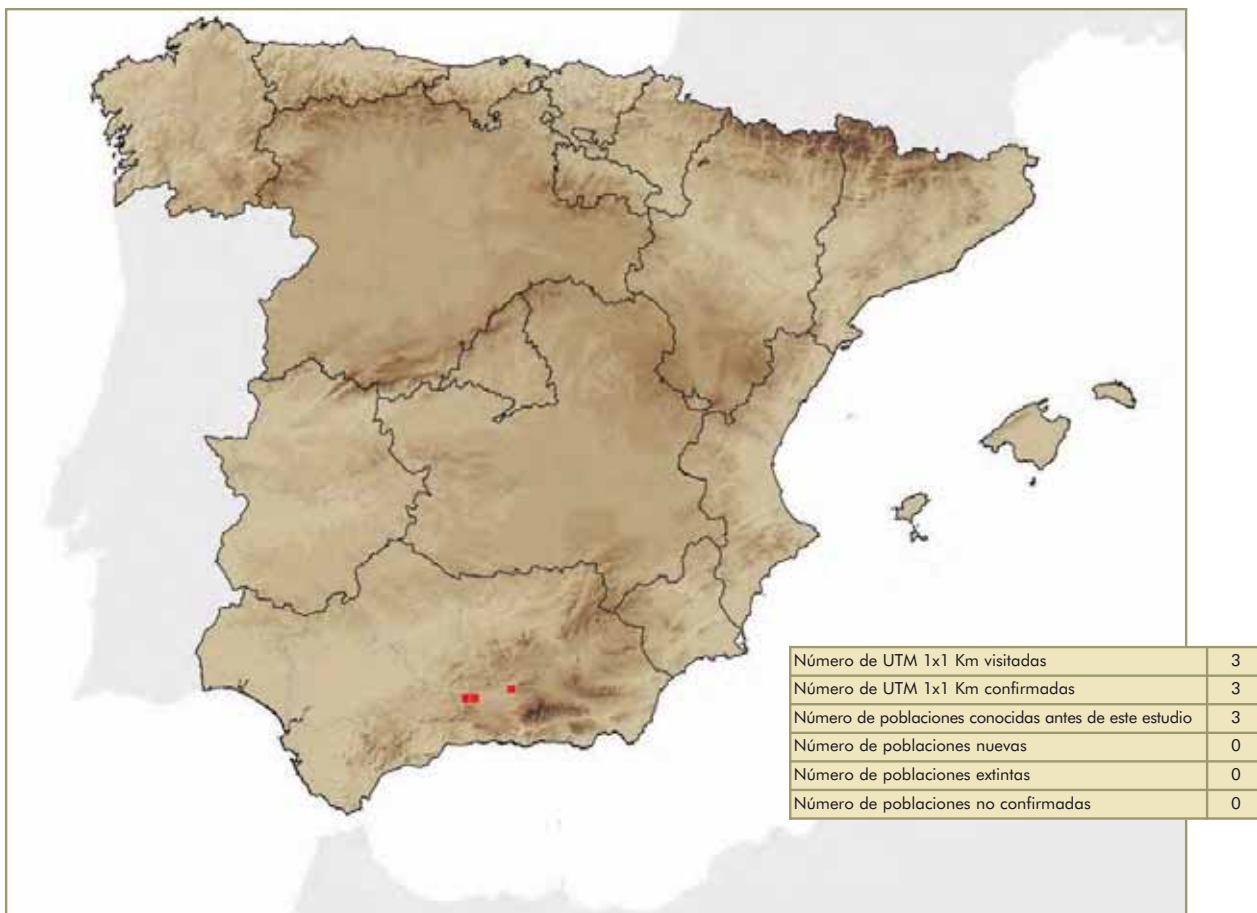 Número de UTM 1x1 Km visitadas 3
Número de UTM 1x1 Km confirmadas 3
Número de poblaciones conocidas antes de este estudio 3
Número de poblaciones nuevas 0
Número de poblaciones extintas 0
Número de poblaciones no confirmadas 0